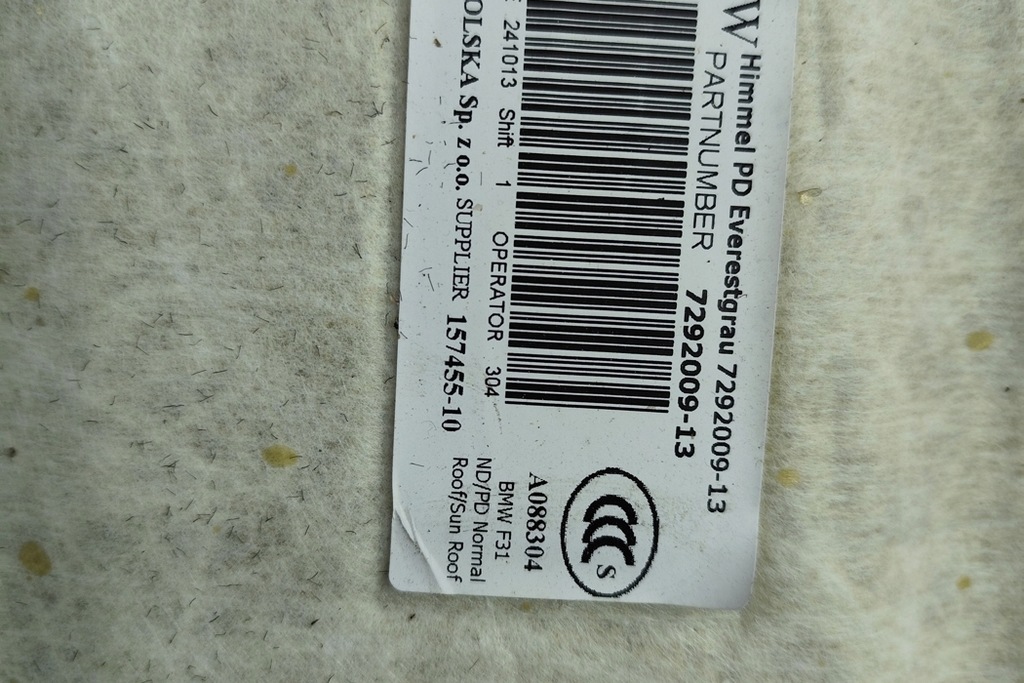 W Himmel PD Everestgrau 7292009-13
PARTNUMBER 7292009-13
241013 Shift 1 OPERATOR 304
OLSKA Sp. z o.o. SUPPLIER 157455-10
CCC S
A088304
BMW F31
ND/PD Normal
Roof/Sun Roof